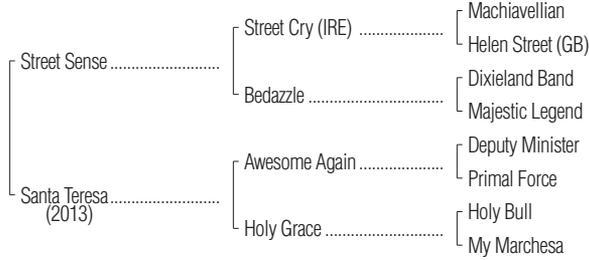 Machiavellian
Street Cry (IRE) ....................
Helen Street (GB)
Street Sense ..........................
Dixieland Band
Bedazzle ................................
Majestic Legend
Deputy Minister
Awesome Again ....................
Primal Force
Santa Teresa ..........................
(2013)
Holy Bull
Holy Grace ............................
My Marchesa